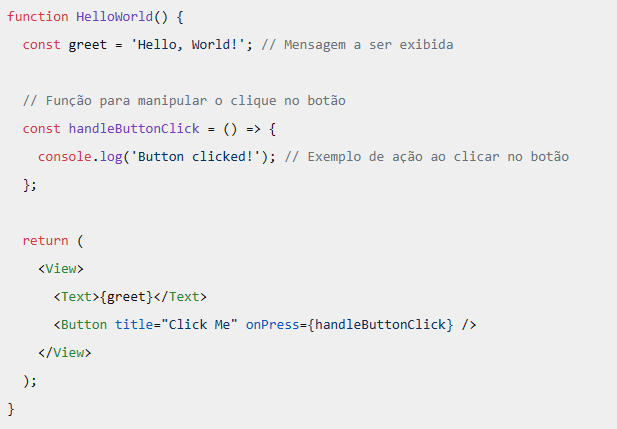 function HelloWorld() {
  const greet = 'Hello, World!'; // Mensagem a ser exibida

  // Função para manipular o clique no botão
  const handleButtonClick = () => {
    console.log('Button clicked!'); // Exemplo de ação ao clicar no botão
  };

  return (
    <View>
      <Text>{greet}</Text>
      <Button title="Click Me" onPress={handleButtonClick} />
    </View>
  );
}